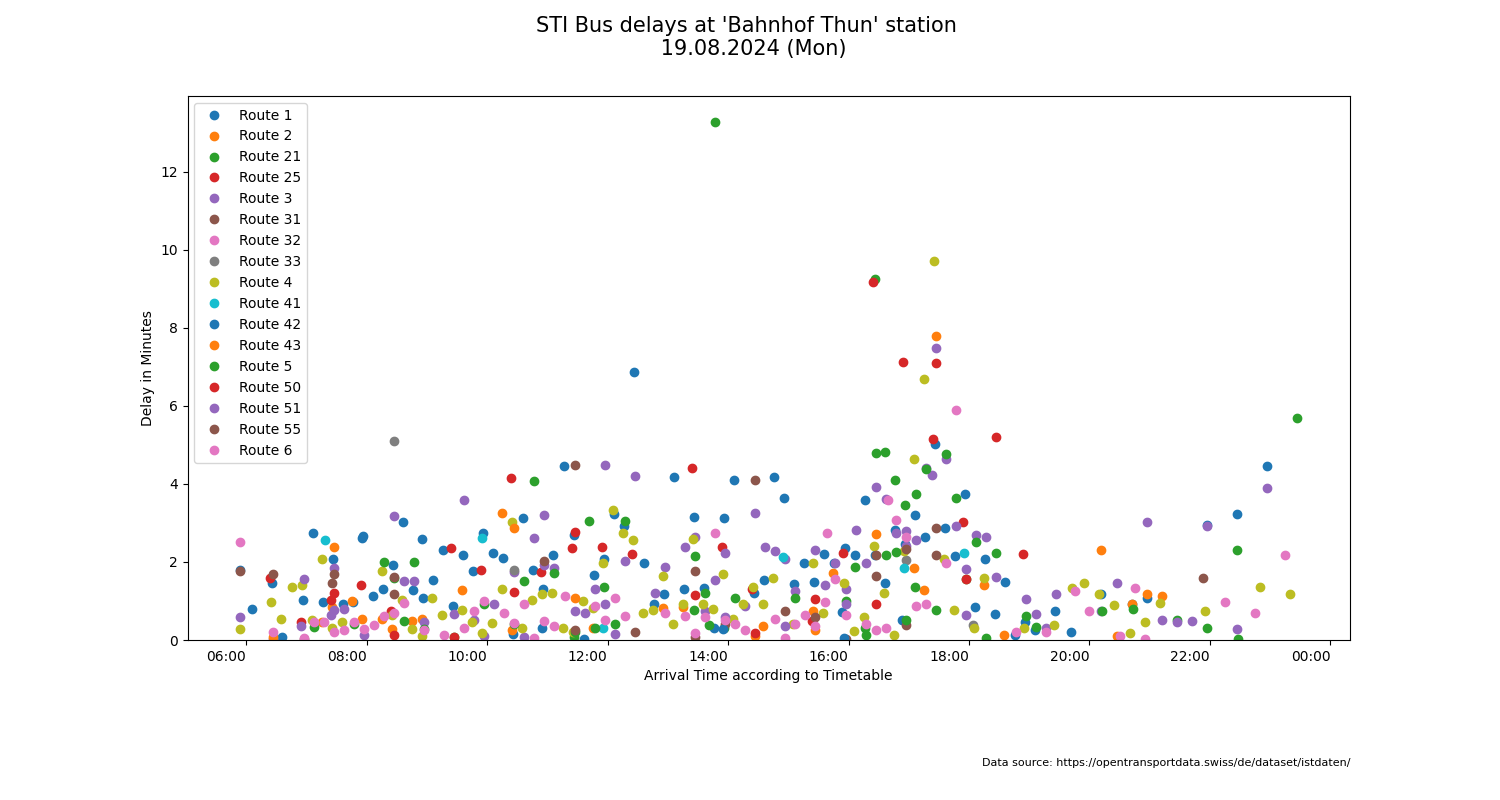 STI Bus delays at 'Bahnhof Thun' station
19.08.2024 (Mon)
Route 1
Route 2
Route 21
Route 25
Route 3
Route 31
Route 32
Route 33
Route 4
Route 41
Route 42
Route 43
Route 5
Route 50
Route 51
Route 55
Route 6
Delay in Minutes
12
10
8
6
4
2
0
06:00 08:00 10:00 12:00 14:00 16:00 18:00 20:00 22:00 00:00
Arrival Time according to Timetable
Data source: https://opentransportdata.swiss/de/dataset/istdaten/